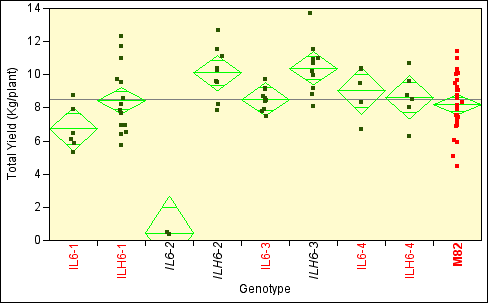 14
12
10
8
6
4
2
0
Total Yield (Kg/plant)
IL6-1
ILH6-1
IL6-2
ILH6-2
IL6-3
ILH6-3
IL6-4
ILH6-4
M82
Genotype